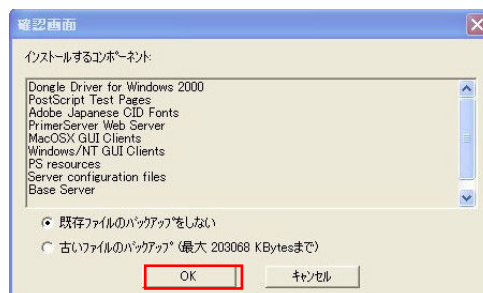 確認画面
インストールするコンポーネント:
Dongle Driver for Windows 2000
PostScript Test Pages
Adobe Japanese CID Fonts
PrimerServer Web Server
MacOSX GUI Clients
Windows/NT GUI Clients
PS resources
Server configuration files
Base Server
既存ファイルのバックアップをしない
古いファイルのバックアップ (最大 203068 KBytesまで)
OK
キャンセル